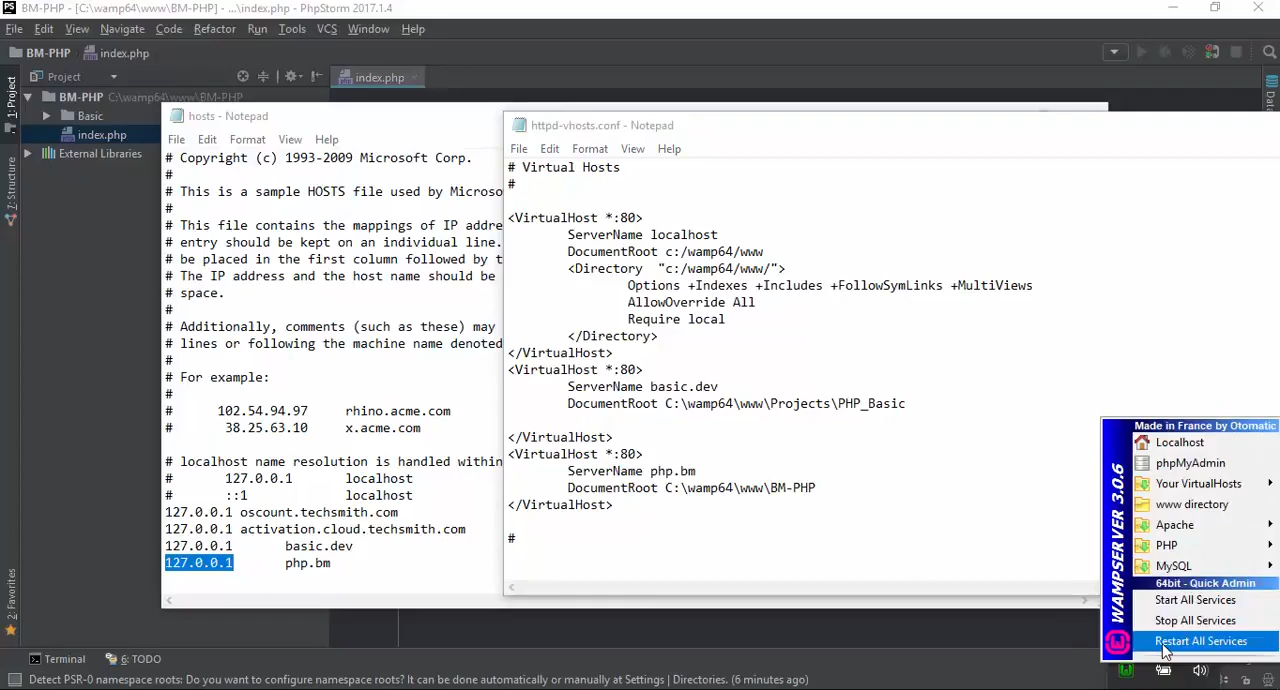 BM-PHP - [C:\wamp64\www\BM-PHP] - ...\index.php - PhpStorm 2017.1.4
File Edit View Navigate Code Refactor Run Tools VCS Window Help
BM-PHP index.php
1: Project
Project
index.php
BM-PHP C:\wamp64\www\BM-PHP
Basic
index.php
External Libraries
7: Structure
2: Favorites
hosts - Notepad
File Edit Format View Help
# Copyright (c) 1993-2009 Microsoft Corp.
#
# This is a sample HOSTS file used by Microso
#
# This file contains the mappings of IP addre
# entry should be kept on an individual line.
# be placed in the first column followed by t
# The IP address and the host name should be
# space.
#
# Additionally, comments (such as these) may
# lines or following the machine name denoted
#
# For example:
#
# 102.54.94.97 rhino.acme.com
# 38.25.63.10 x.acme.com
# localhost name resolution is handled within
# 127.0.0.1 localhost
# ::1 localhost
127.0.0.1 oscount.techsmith.com
127.0.0.1 activation.cloud.techsmith.com
127.0.0.1 basic.dev
127.0.0.1 php.bm
httpd-vhosts.conf - Notepad
File Edit Format View Help
# Virtual Hosts
#
<VirtualHost *:80>
ServerName localhost
DocumentRoot c:/wamp64/www
<Directory "c:/wamp64/www/">
Options +Indexes +Includes +FollowSymLinks +MultiViews
AllowOverride All
Require local
</Directory>
</VirtualHost>
<VirtualHost *:80>
ServerName basic.dev
DocumentRoot C:\wamp64\www\Projects\PHP_Basic
</VirtualHost>
<VirtualHost *:80>
ServerName php.bm
DocumentRoot C:\wamp64\www\BM-PHP
</VirtualHost>
#
WAMPSERVER 3.0.6
Made in France by Otomatic
Localhost
phpMyAdmin
Your VirtualHosts
www directory
Apache
PHP
MySQL
64bit - Quick Admin
Start All Services
Stop All Services
Restart All Services
Terminal 6: TODO
Detect PSR-0 namespace roots: Do you want to configure namespace roots? It can be done automatically or manually at Settings | Directories. (6 minutes ago)